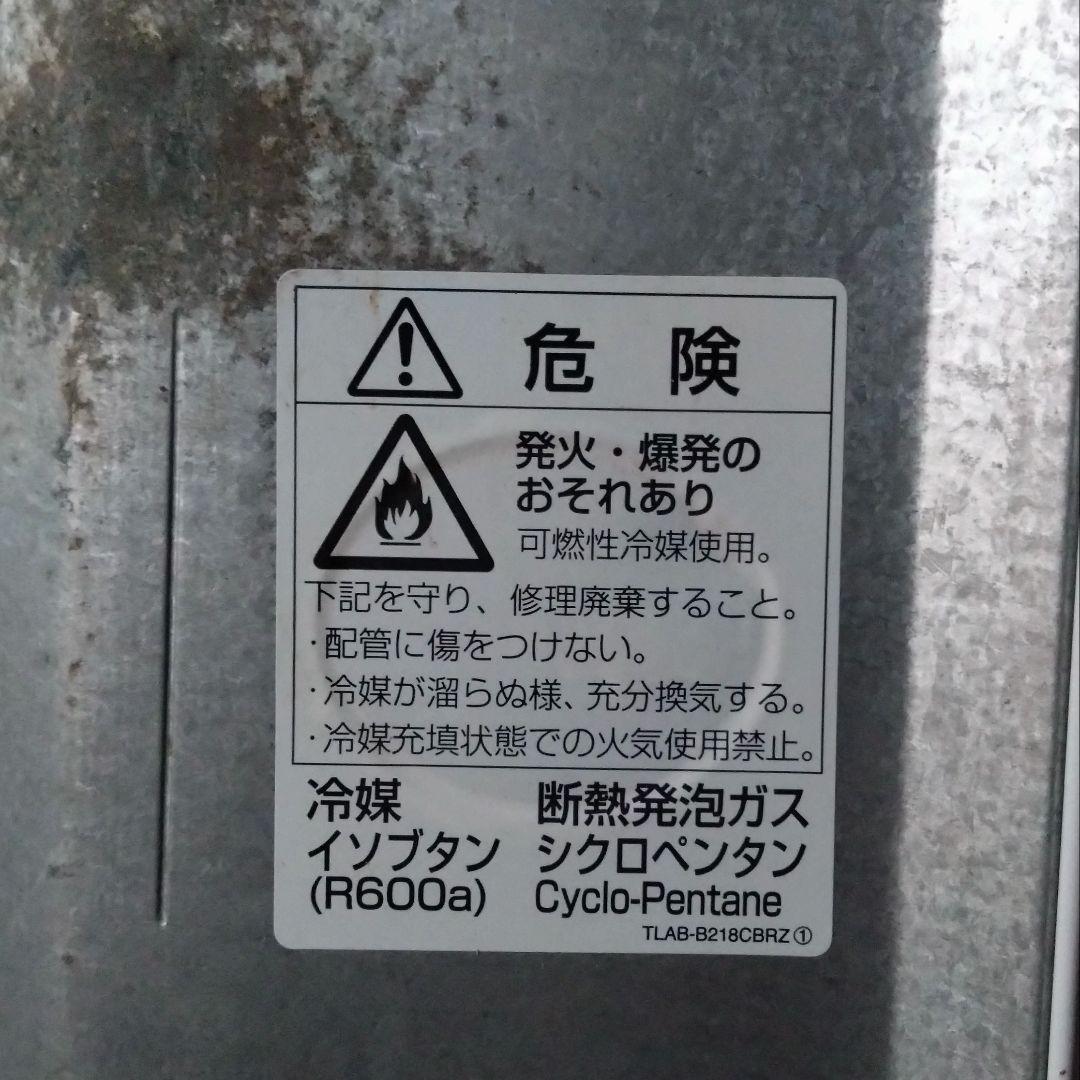 危 険
発火・爆発の
おそれあり
可燃性冷媒使用。
下記を守り、修理廃棄すること。
・配管に傷をつけない。
・冷媒が溜らぬ様、充分換気する。
・冷媒充填状態での火気使用禁止。
冷媒 断熱発泡ガス
イソブタン シクロペンタン
(R600a) Cyclo-Pentane
TLAB-B218CBRZ①